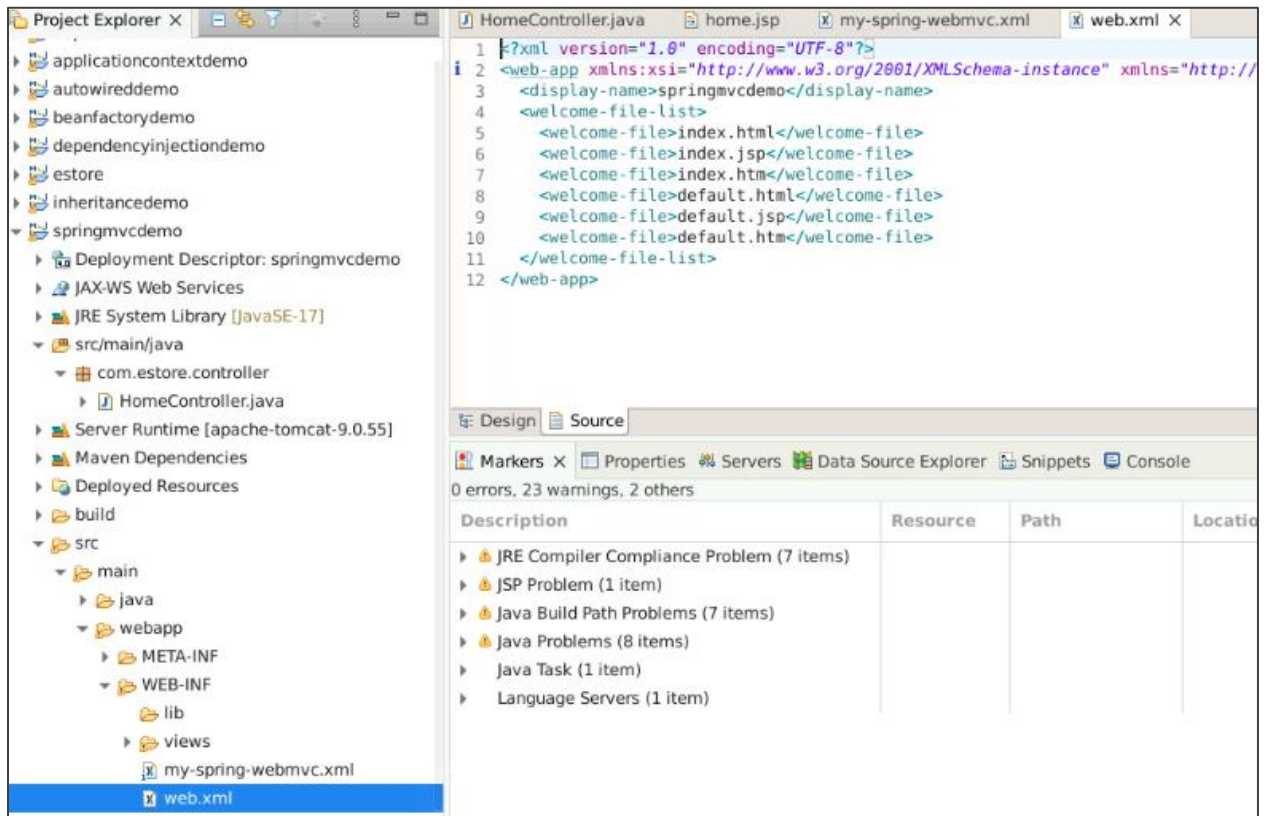 Project Explorer
applicationcontextdemo
autowireddemo
beanfactorydemo
dependencyinjectiondemo
estore
inheritancedemo
springmvcdemo
Deployment Descriptor: springmvcdemo
JAX-WS Web Services
JRE System Library [JavaSE-17]
src/main/java
com.estore.controller
HomeController.java
Server Runtime [apache-tomcat-9.0.55]
Maven Dependencies
Deployed Resources
build
src
main
java
webapp
META-INF
WEB-INF
lib
views
my-spring-webmvc.xml
web.xml
HomeController.java home.jsp my-spring-webmvc.xml web.xml
1 <?xml version="1.0" encoding="UTF-8"?>
2 <web-app xmlns:xsi="http://www.w3.org/2001/XMLSchema-instance" xmlns="http://
3 <display-name>springmvcdemo</display-name>
4 <welcome-file-list>
5 <welcome-file>index.html</welcome-file>
6 <welcome-file>index.jsp</welcome-file>
7 <welcome-file>index.htm</welcome-file>
8 <welcome-file>default.html</welcome-file>
9 <welcome-file>default.jsp</welcome-file>
10 <welcome-file>default.htm</welcome-file>
11 </welcome-file-list>
12 </web-app>
Design Source
Markers Properties Servers Data Source Explorer Snippets Console
0 errors, 23 warnings, 2 others
Description Resource Path Locatio
JRE Compiler Compliance Problem (7 items)
JSP Problem (1 item)
Java Build Path Problems (7 items)
Java Problems (8 items)
Java Task (1 item)
Language Servers (1 item)